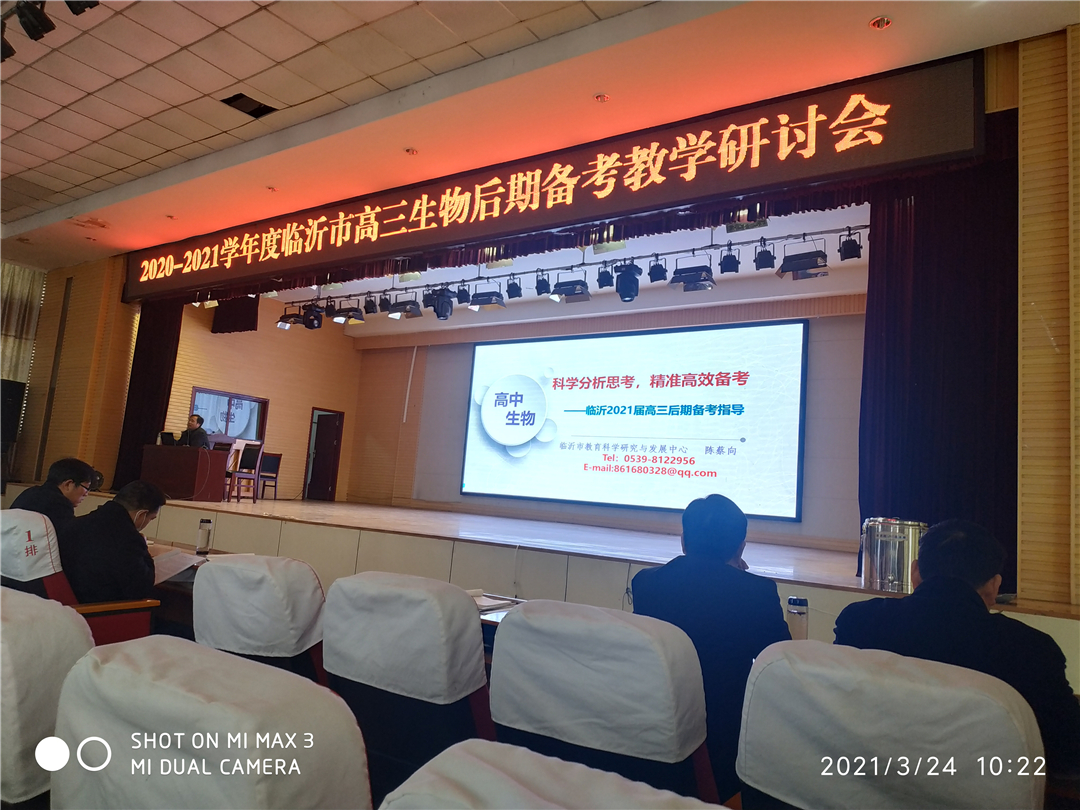 2020-2021学年度临沂市高三生物后期备考教学研讨会
科学分析思考，精准高效备考
高中
生物
——临沂2021届高三后期备考指导
临沂市教育科学研究与发展中心 陈蔡向
Tel：0539-8122956
E-mail:861680328@qq.com
高中
生物
1
排
SHOT ON MI MAX 3
MI DUAL CAMERA
2021/3/24 10:22